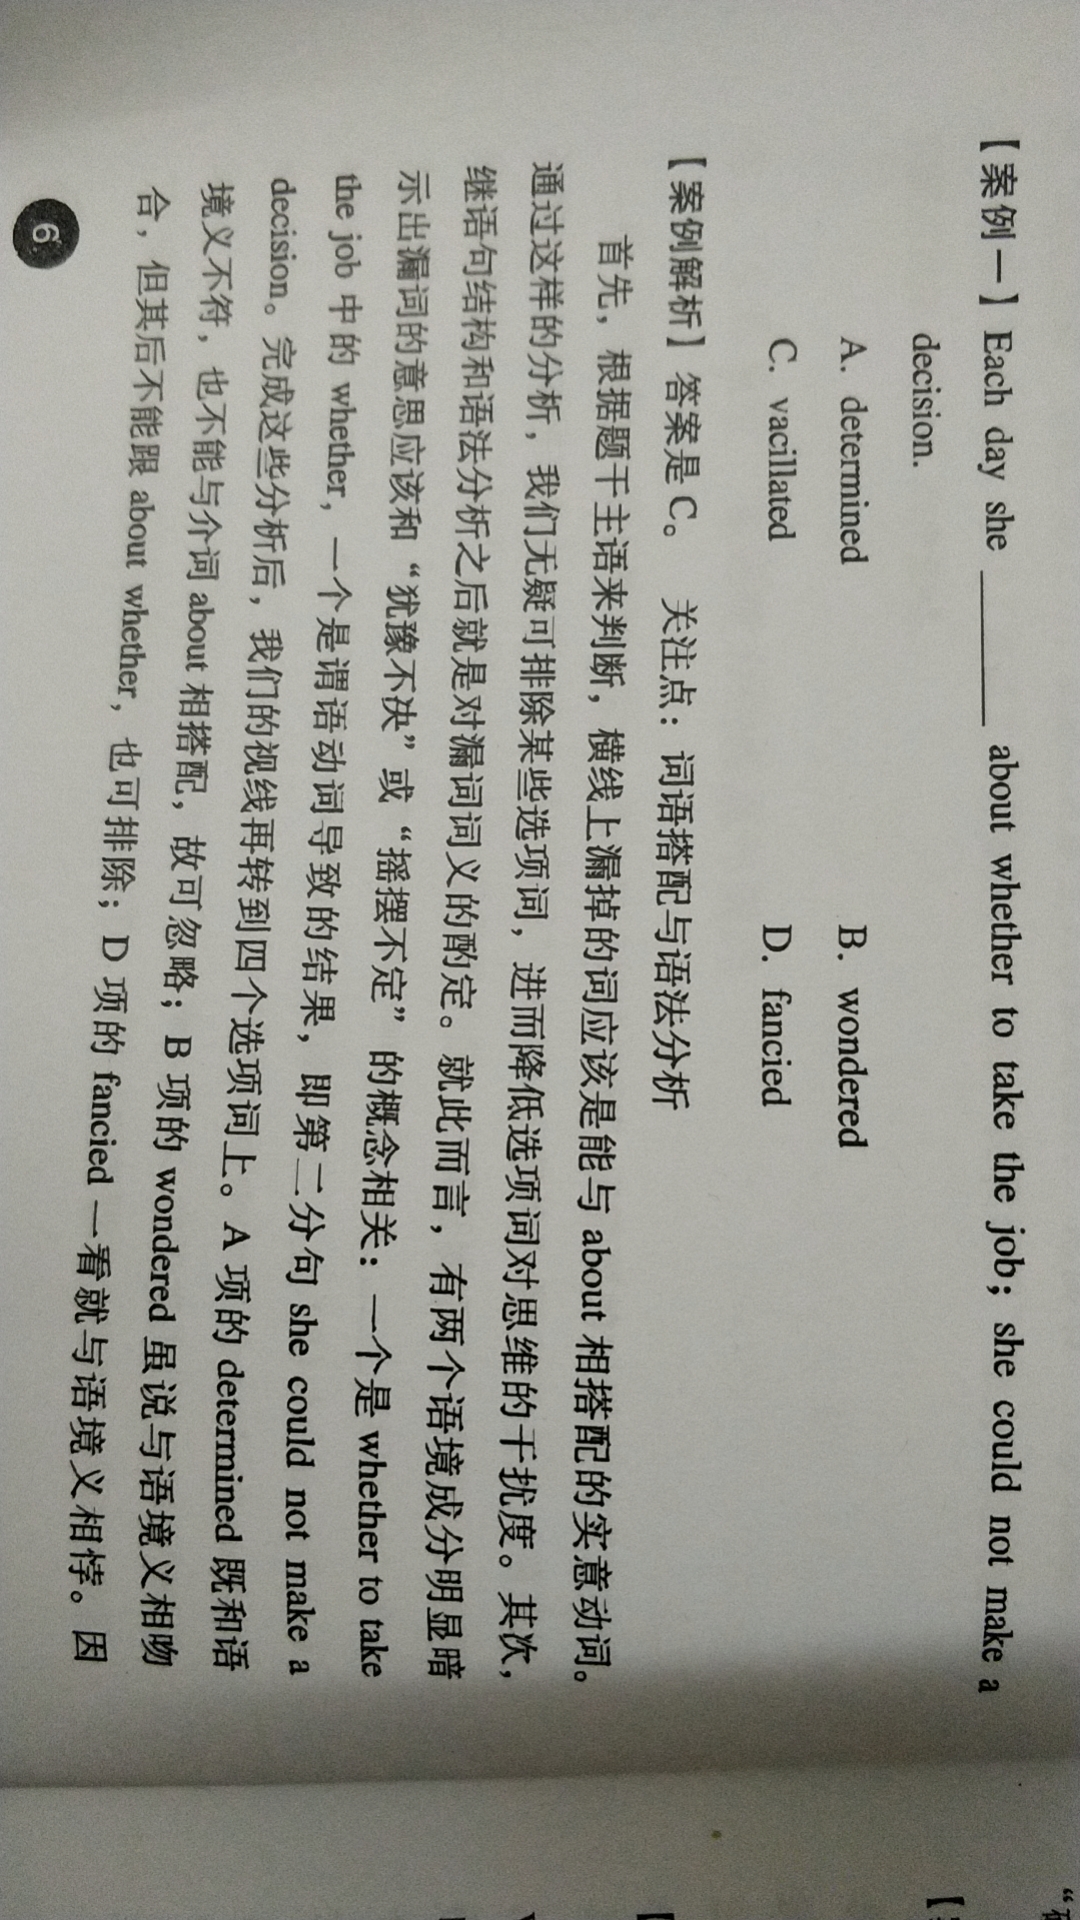 【案例一】Each day she ________ about whether to take the job; she could not make a
decision.
A. determined B. wondered
C. vacillated D. fancied
【案例解析】答案是 C。 关注点：词语搭配与语法分析
首先，根据题干主语来判断，横线上漏掉的词应该是能与 about 相搭配的实意动词。
通过这样的分析，我们无疑可排除某些选项词，进而降低选项词对思维的干扰度。其次，
继语句结构和语法分析之后就是对漏词词义的酌定。就此而言，有两个语境成分明显暗
示出漏词的意思应该和“犹豫不决”或“摇摆不定”的概念相关：一个是 whether to take
the job 中的 whether，一个是谓语动词导致的结果，即第二分句 she could not make a
decision。完成这些分析后，我们的视线再转到四个选项词上。A 项的 determined 既和语
境义不符，也不能与介词 about 相搭配，故可忽略；B 项的 wondered 虽说与语境义相吻
合，但其后不能跟 about whether，也可排除；D 项的 fancied 一看就与语境义相悖。因
6